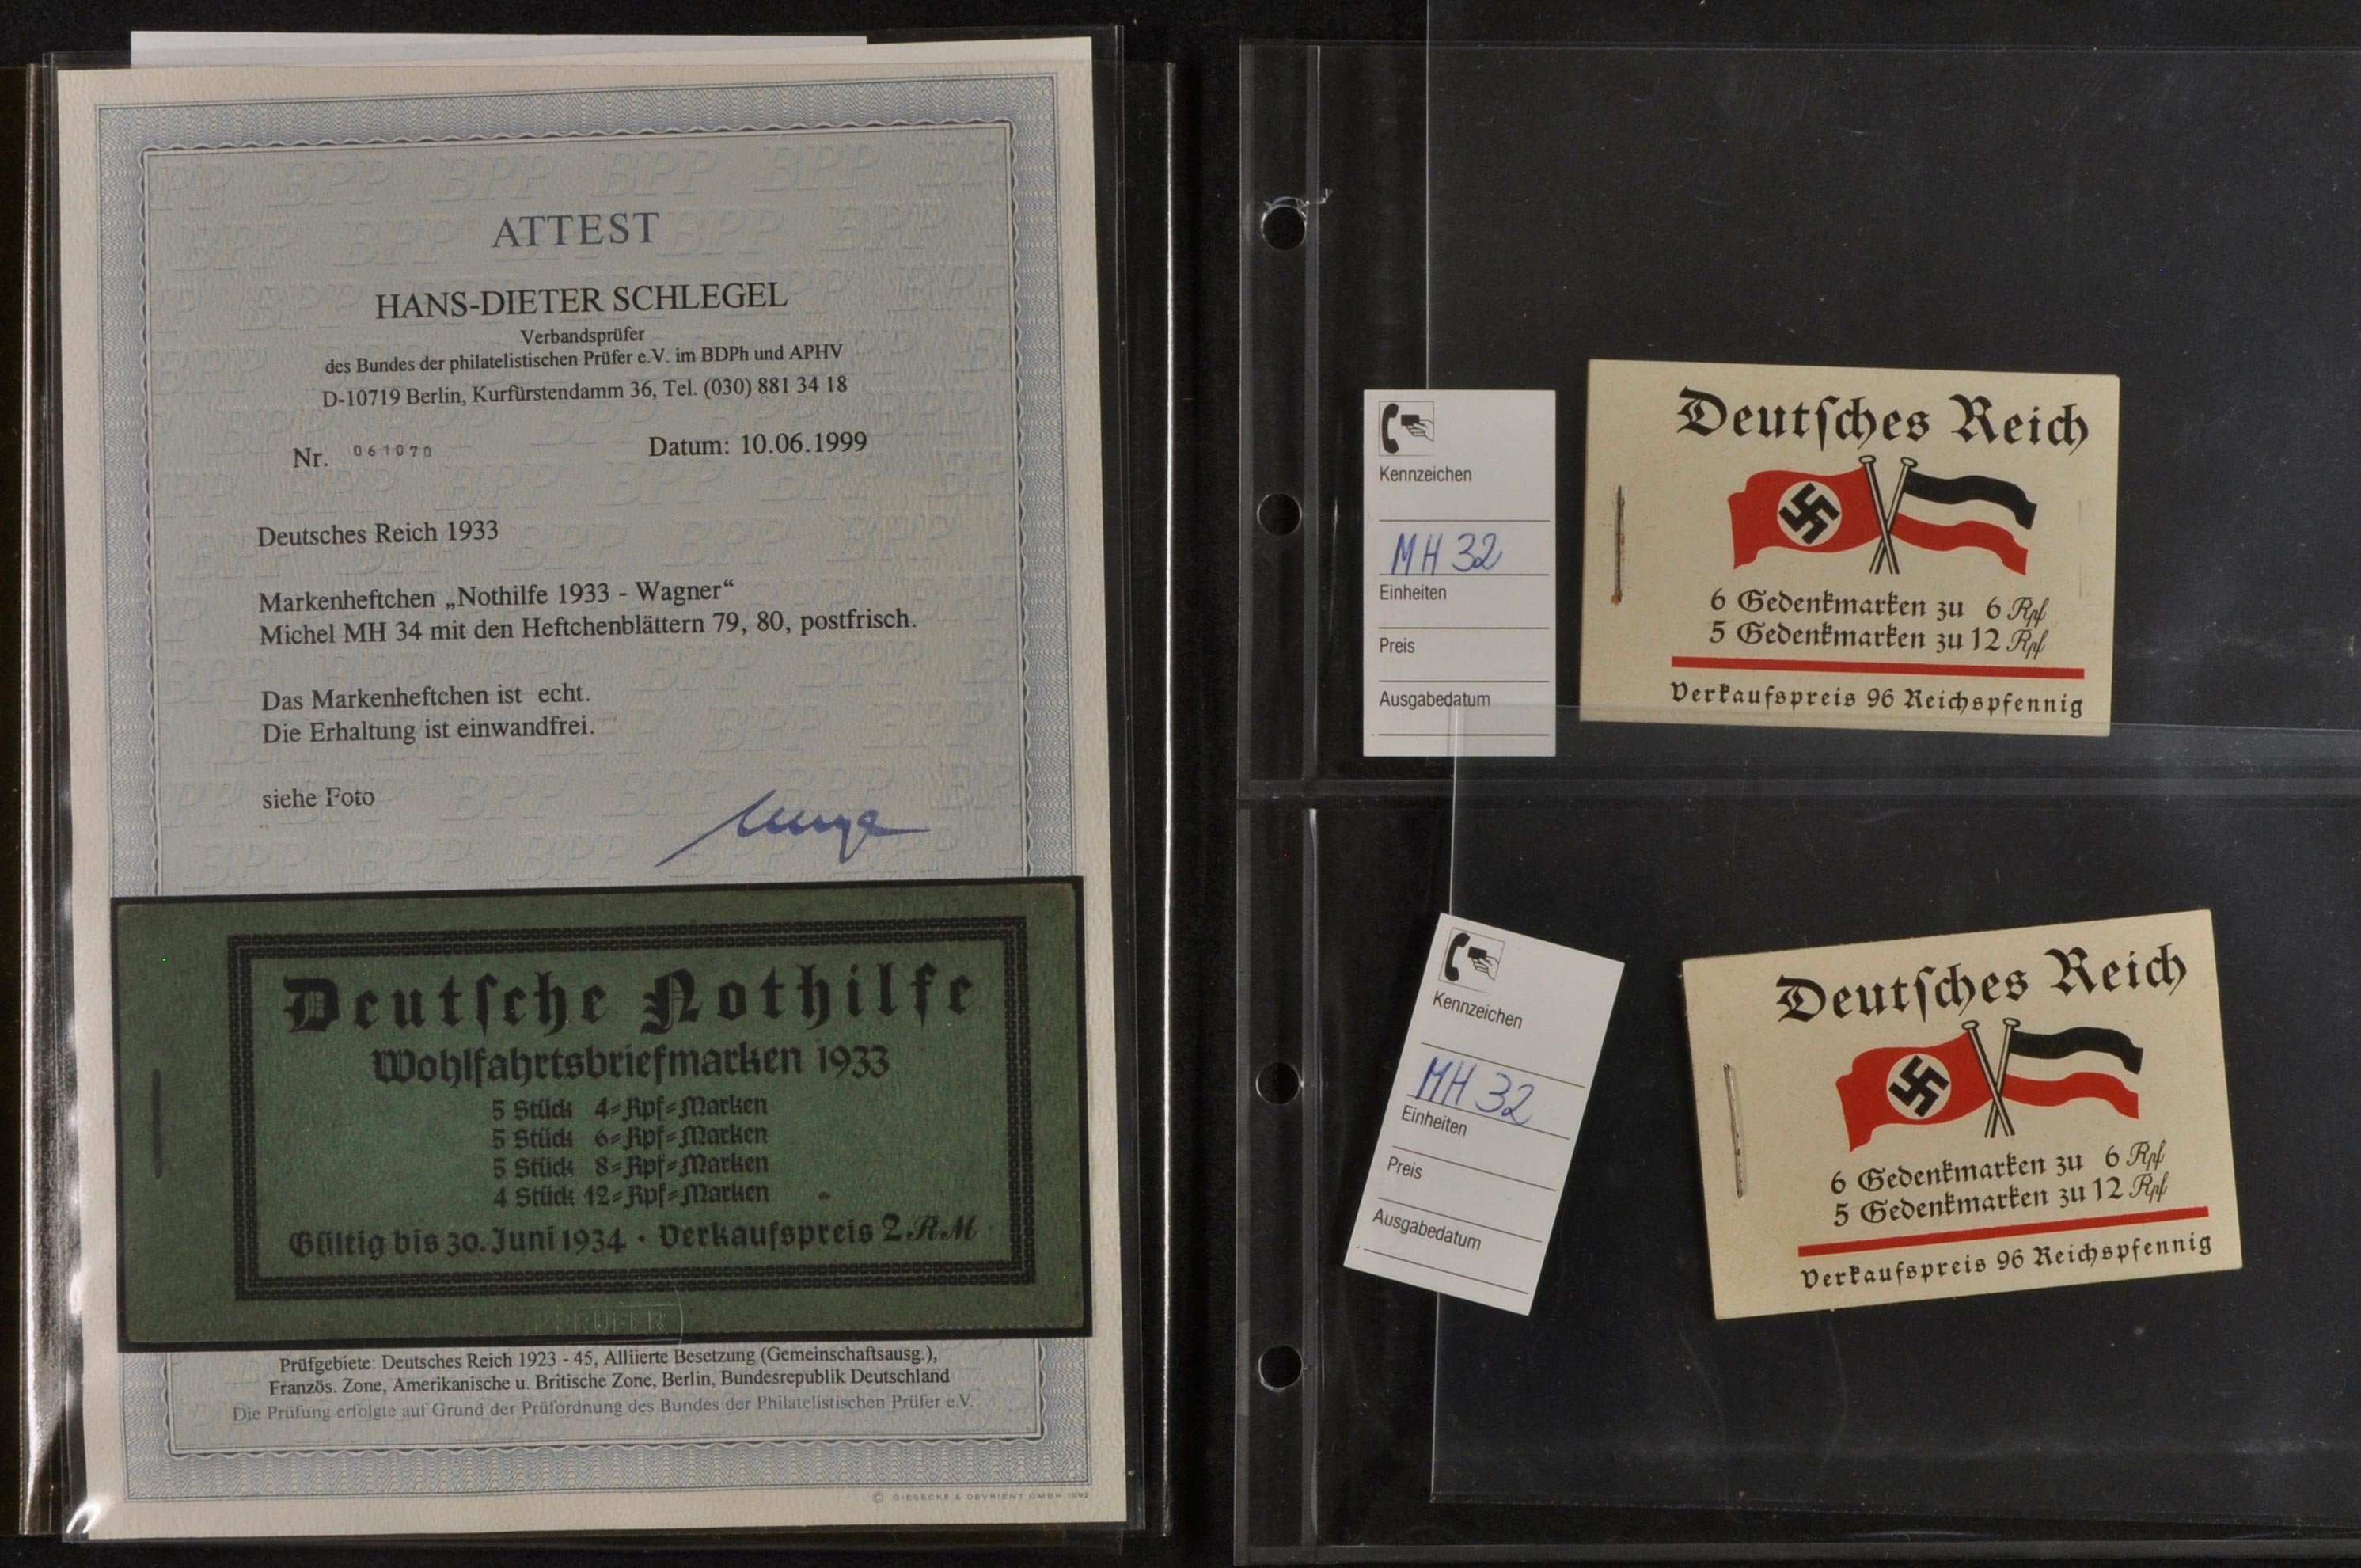 ATTEST
HANS-DIETER SCHLEGEL
Verbandsprüfer
des Bundes der philatelistischen Prüfer e.V. im BDPh und APHV
D-10719 Berlin, Kurfürstendamm 36, Tel. (030) 881 34 18
Nr. 061070 Datum: 10.06.1999
Deutsches Reich 1933
Markenheftchen „Nothilfe 1933 - Wagner“
Michel MH 34 mit den Heftchenblättern 79, 80, postfrisch.
Das Markenheftchen ist echt.
Die Erhaltung ist einwandfrei.
siehe Foto
Deutſche Nothilfe
Wohlfahrtsbriefmarken 1933
5 Stück 4=Rpf=Marken
5 Stück 6=Rpf=Marken
5 Stück 8=Rpf=Marken
4 Stück 12=Rpf=Marken
Gültig bis 30. Juni 1934 · Verkaufspreis 2 RM
PRÜFER
Prüfgebiete: Deutsches Reich 1923 - 45, Alliierte Besetzung (Gemeinschaftsausg.),
Französ. Zone, Amerikanische u. Britische Zone, Berlin, Bundesrepublik Deutschland
Die Prüfung erfolgte auf Grund der Prüfordnung des Bundes der Philatelistischen Prüfer e.V.
© GIESECKE & DEVRIENT GMBH 1992
Kennzeichen
MH 32
Einheiten
Preis
Ausgabedatum
Deutſches Reich
6 Gedenkmarken zu 6 Rpf
5 Gedenkmarken zu 12 Rpf
Verkaufspreis 96 Reichspfennig
Kennzeichen
MH 32
Einheiten
Preis
Ausgabedatum
Deutſches Reich
6 Gedenkmarken zu 6 Rpf
5 Gedenkmarken zu 12 Rpf
Verkaufspreis 96 Reichspfennig